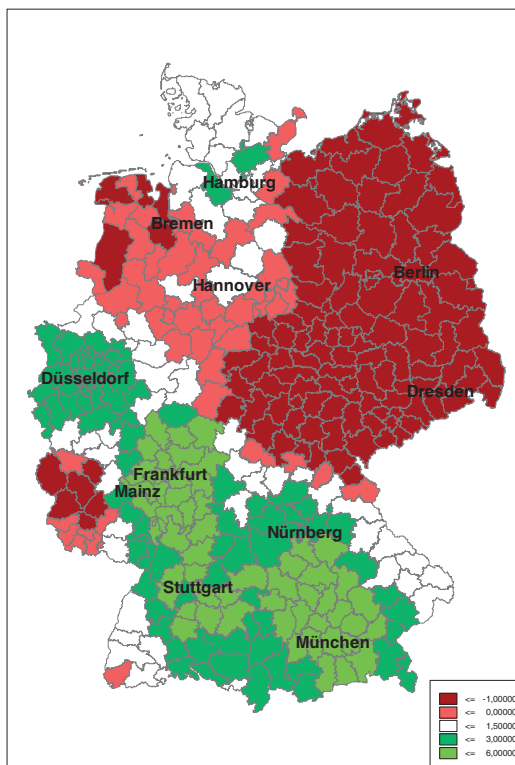 Hamburg
Bremen
Berlin
Hannover
Düsseldorf
Dresden
Frankfurt
Mainz
Nürnberg
Stuttgart
München
<= -1,00000
<= 0,00000
<= 1,50000
<= 3,00000
<= 6,00000